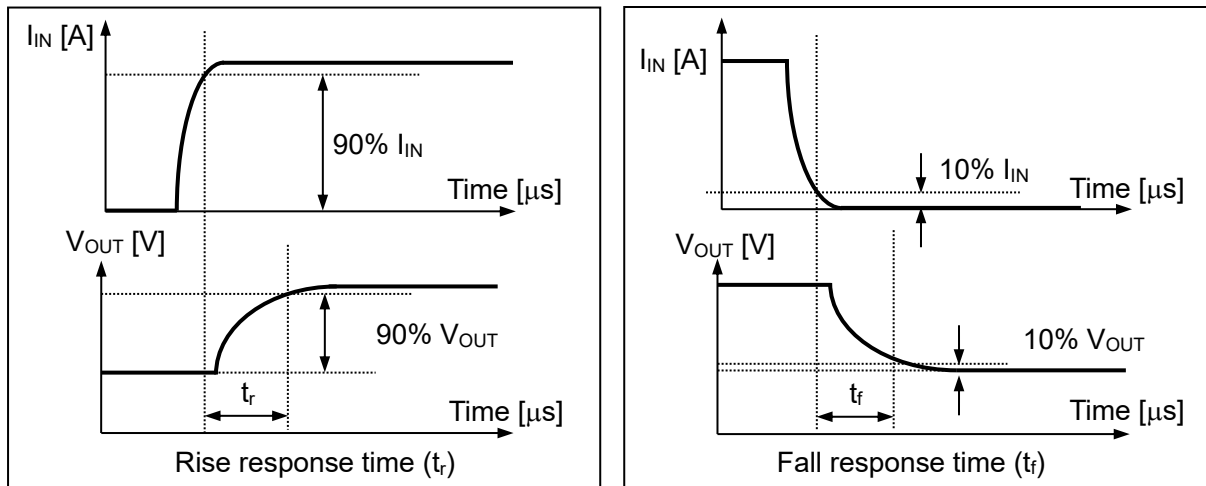 I_IN [A]
90% I_IN
Time [μs]
V_OUT [V]
90% V_OUT
t_r
Time [μs]
Rise response time (t_r)
I_IN [A]
10% I_IN
Time [μs]
V_OUT [V]
10% V_OUT
t_f
Time [μs]
Fall response time (t_f)